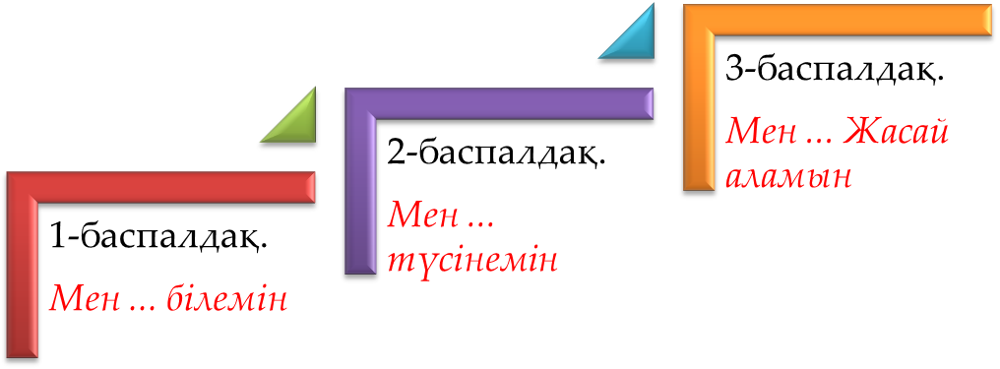 1-баспалдақ.
Мен ... білемін
2-баспалдақ.
Мен ...
түсінемін
3-баспалдақ.
Мен ... Жасай
аламын